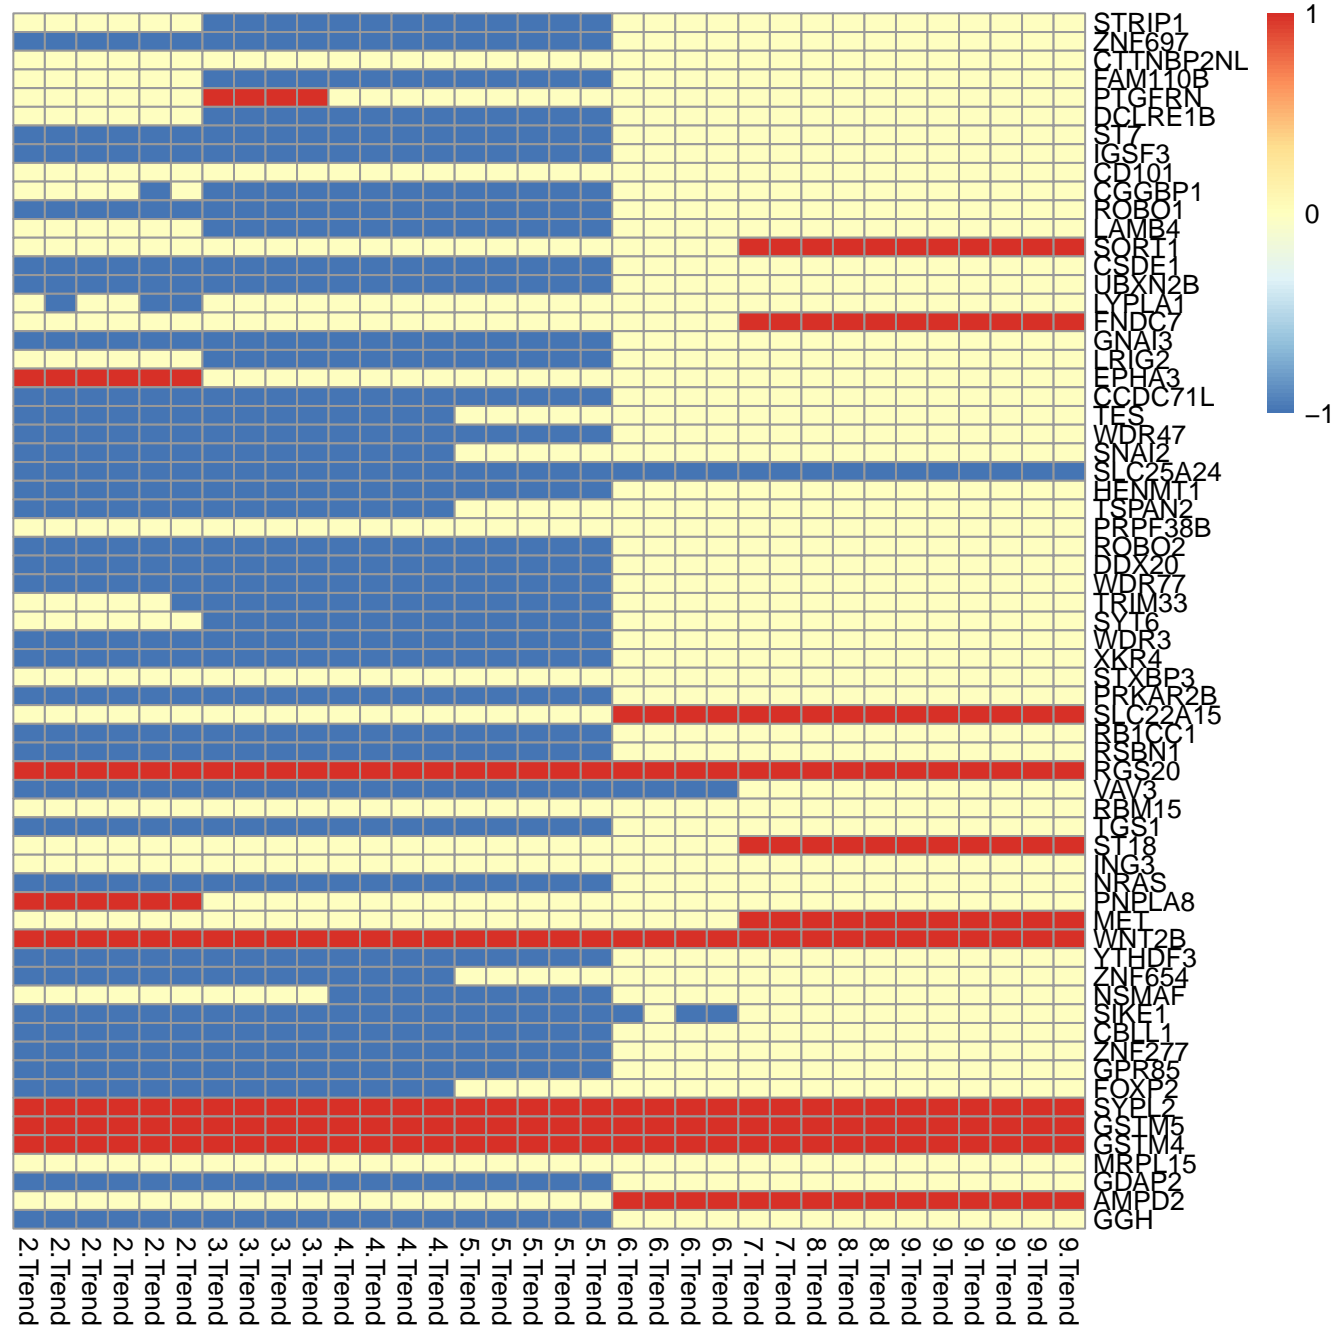 STRIP1
ZNF697
CTTNBP2NL
FAM110B
PTGFRN
DCLRE1B
ST7
IGSF3
CD101
CGGBP1
ROBO1
LAMB4
SORT1
CSDE1
UBXN2B
LYPLA1
FNDC7
GNAI3
LRIG2
EPHA3
CCDC71L
TES
WDR47
SNAI2
SLC25A24
HENMT1
TSPAN2
PRPF38B
ROBO2
DDX20
WDR77
TRIM33
SYT6
WDR3
XKR4
STXBP3
PRKAR2B
SLC22A15
RB1CC1
RSBN1
RGS20
VAV3
RBM15
TGS1
ST18
ING3
NRAS
PNPLA8
MET
WNT2B
YTHDF3
ZNF654
NSMAF
SIKE1
CBLL1
ZNF277
GPR85
FOXP2
SYPL2
GSTM5
GSTM4
MRPL15
GDAP2
AMPD2
GGH
1
0
−1
2.Trend
2.Trend
2.Trend
2.Trend
2.Trend
2.Trend
3.Trend
3.Trend
3.Trend
3.Trend
4.Trend
4.Trend
4.Trend
4.Trend
5.Trend
5.Trend
5.Trend
5.Trend
5.Trend
6.Trend
6.Trend
6.Trend
6.Trend
7.Trend
7.Trend
8.Trend
8.Trend
8.Trend
9.Trend
9.Trend
9.Trend
9.Trend
9.Trend
9.Trend